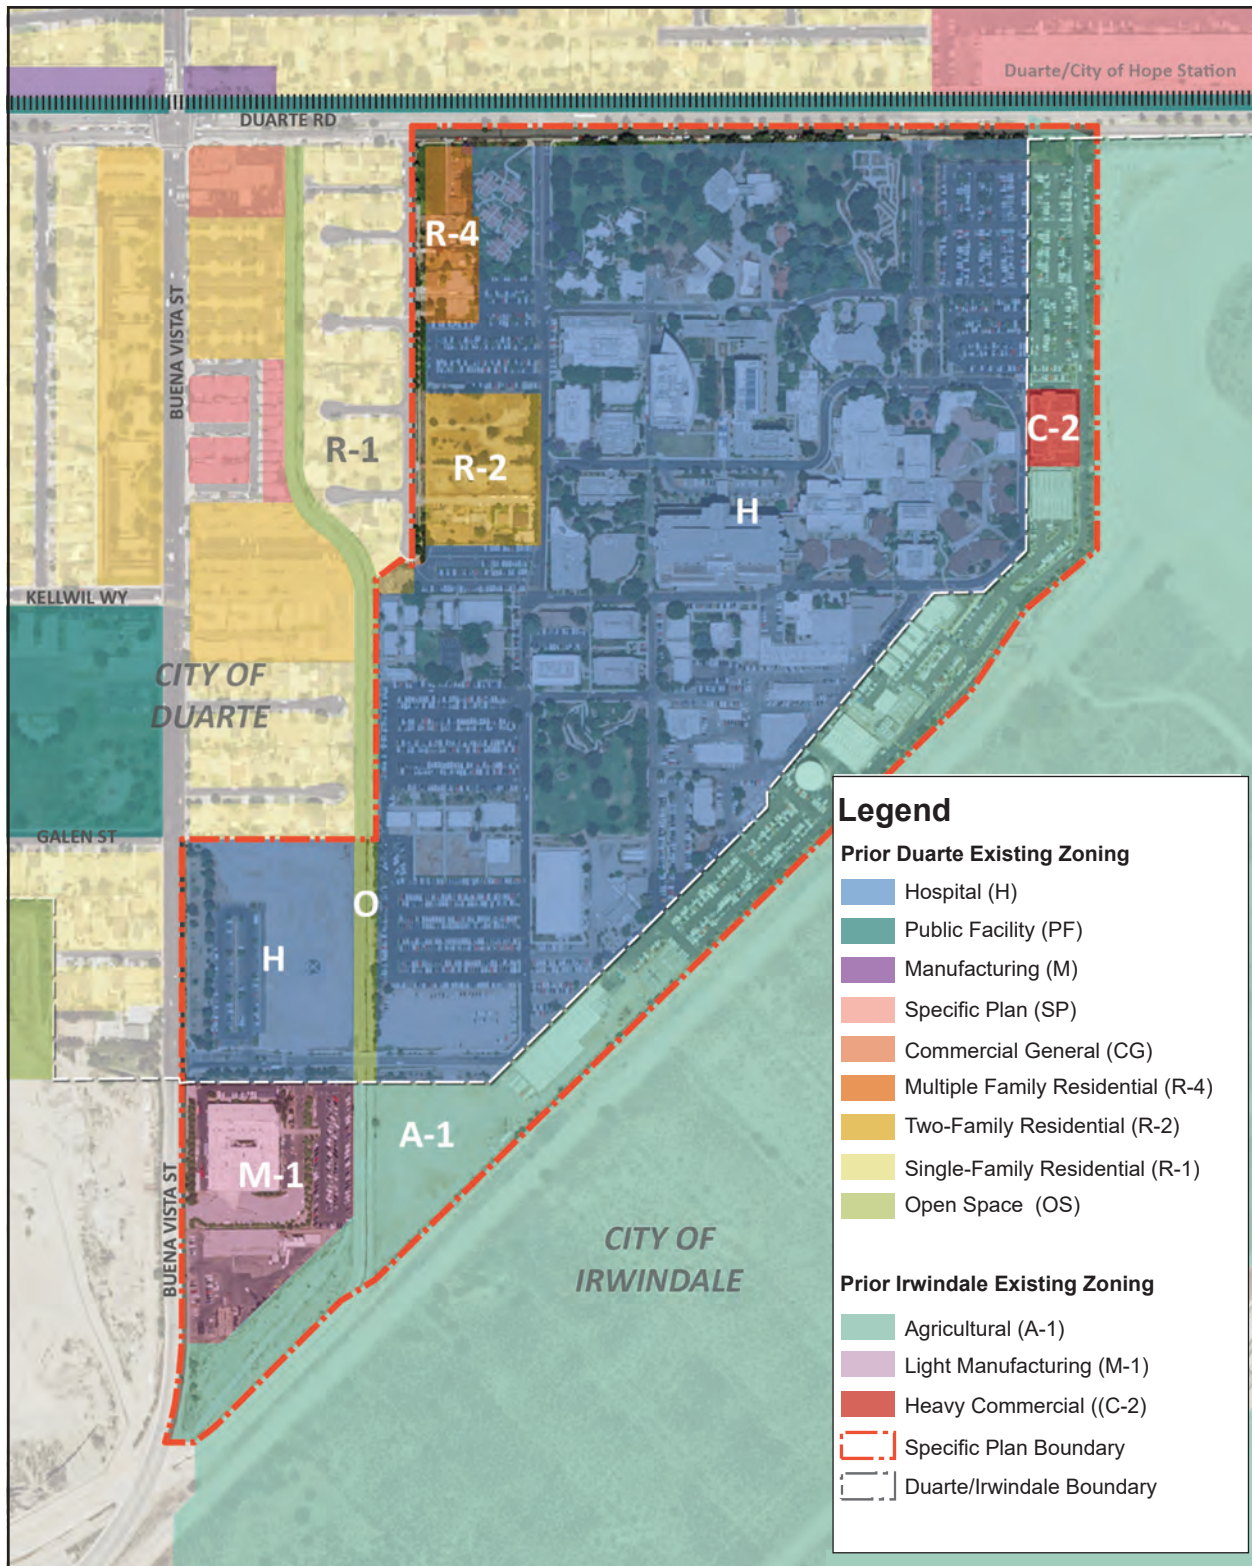 Duarte/City of Hope Station
DUARTE RD
R-4
BUENA VISTA ST
C-2
R-1
R-2
H
KELLWIL WY
CITY OF
DUARTE
GALEN ST
O
H
A-1
M-1
BUENA VISTA ST
CITY OF
IRWINDALE
Legend
Prior Duarte Existing Zoning
Hospital (H)
Public Facility (PF)
Manufacturing (M)
Specific Plan (SP)
Commercial General (CG)
Multiple Family Residential (R-4)
Two-Family Residential (R-2)
Single-Family Residential (R-1)
Open Space (OS)
Prior Irwindale Existing Zoning
Agricultural (A-1)
Light Manufacturing (M-1)
Heavy Commercial ((C-2)
Specific Plan Boundary
Duarte/Irwindale Boundary